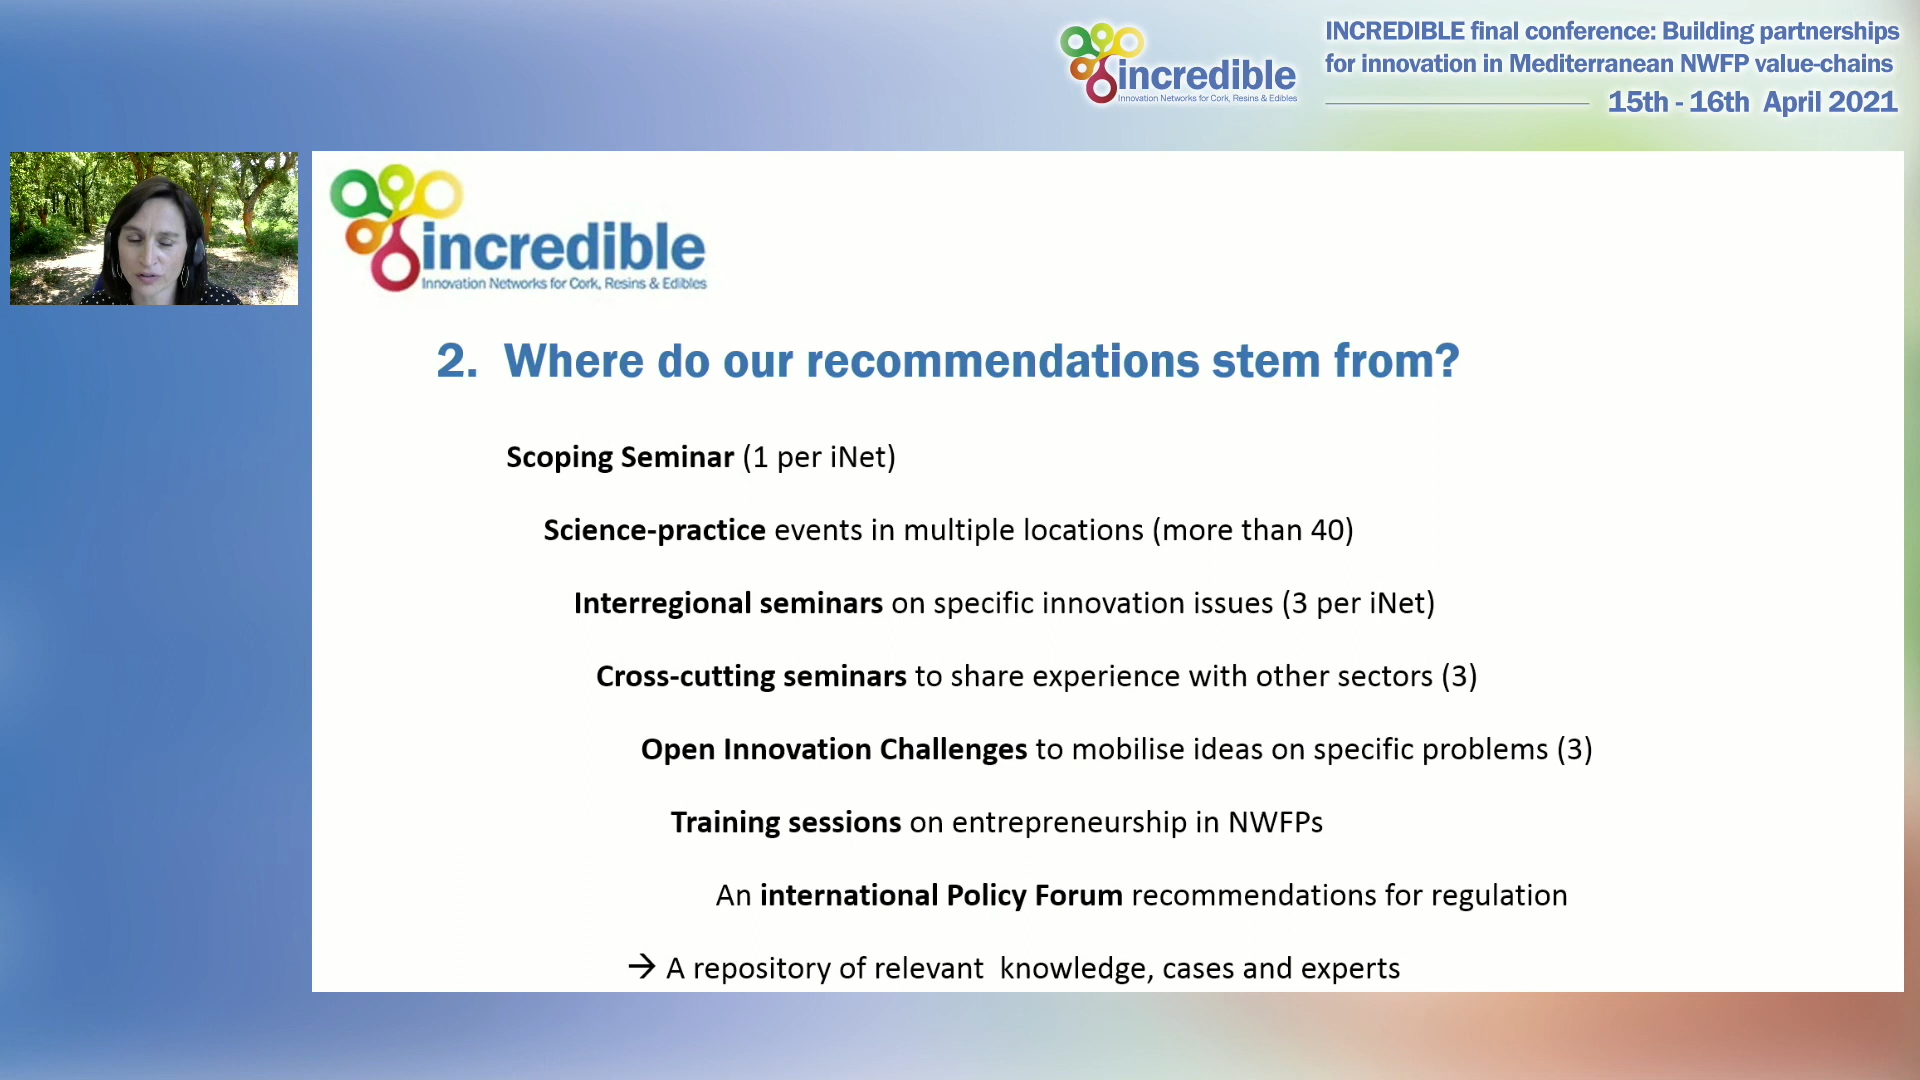 incredible
Innovation Networks for Cork, Resins & Edibles
INCREDIBLE final conference: Building partnerships
for innovation in Mediterranean NWFP value-chains
15th - 16th April 2021
incredible
Innovation Networks for Cork, Resins & Edibles
2. Where do our recommendations stem from?
Scoping Seminar (1 per iNet)
Science-practice events in multiple locations (more than 40)
Interregional seminars on specific innovation issues (3 per iNet)
Cross-cutting seminars to share experience with other sectors (3)
Open Innovation Challenges to mobilise ideas on specific problems (3)
Training sessions on entrepreneurship in NWFPs
An international Policy Forum recommendations for regulation
→ A repository of relevant knowledge, cases and experts